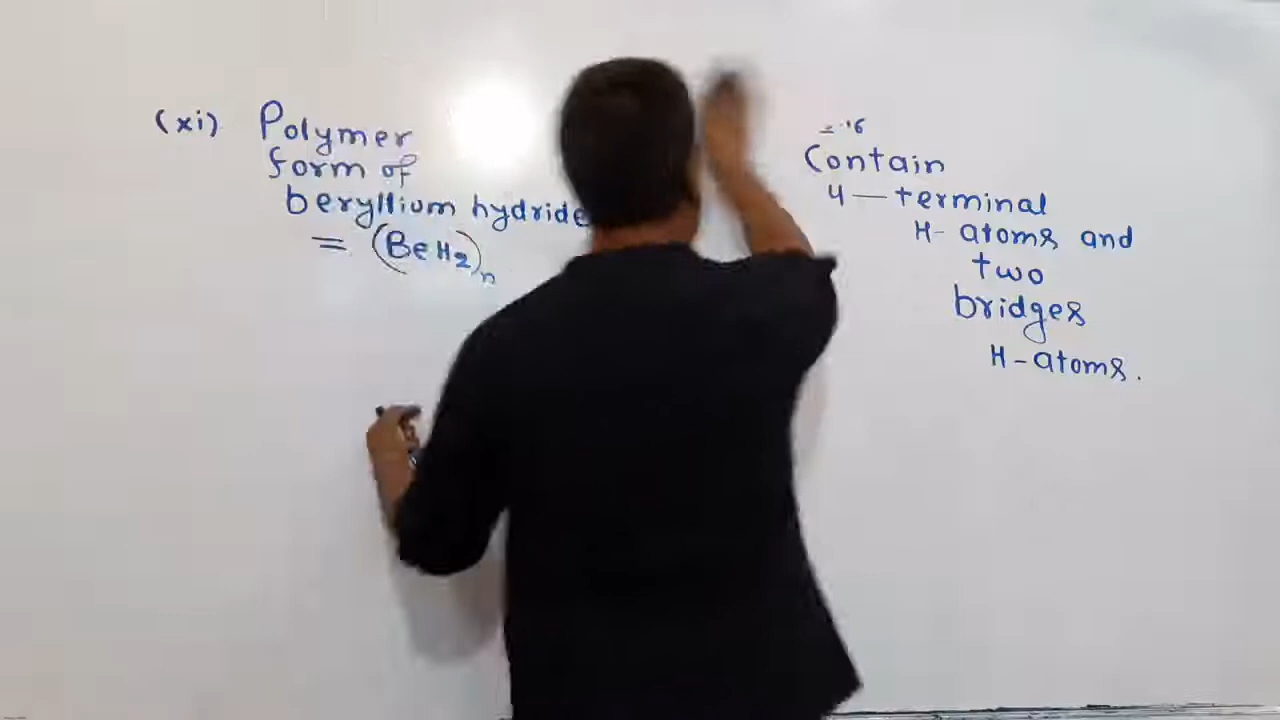 (xi) Polymer
form of
beryllium hydride
= (BeH2)n
Contain
4 — terminal
H- atoms and
two
bridges
H-atoms.